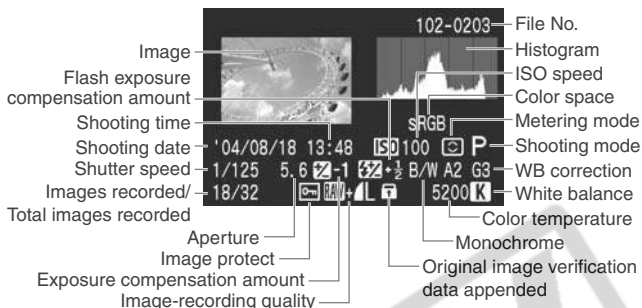 102-0203
File No.
Image
Histogram
Flash exposure
compensation amount
ISO speed
Color space
sRGB
Shooting time
Metering mode
Shooting date
'04/08/18 13:48 ISO 100 P
Shooting mode
Shutter speed
1/125 5.6 -1 +½ B/W A2 G3
WB correction
Images recorded/
Total images recorded
18/32 RAW+L 5200 K
White balance
Color temperature
Aperture
Monochrome
Image protect
Original image verification
data appended
Exposure compensation amount
Image-recording quality